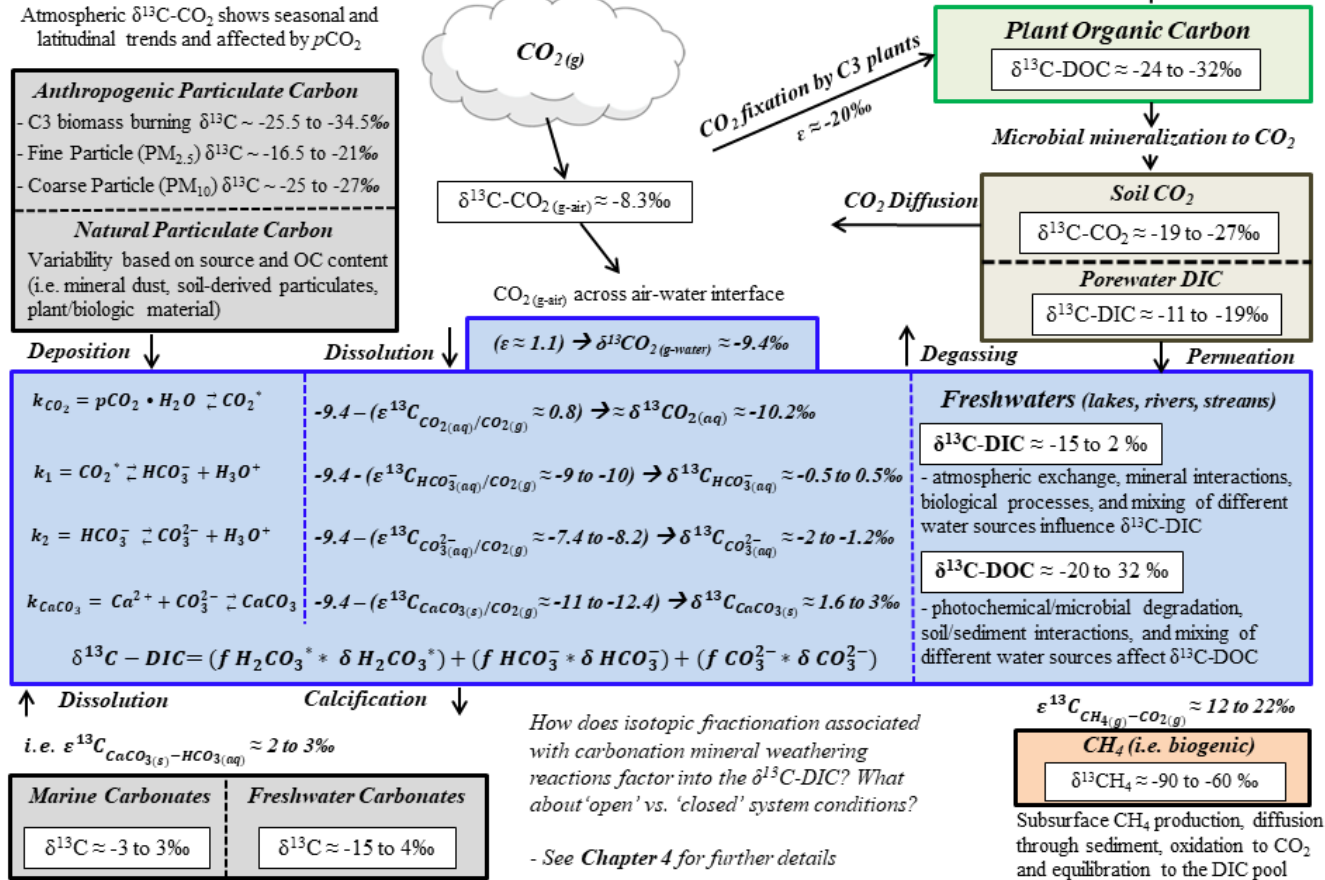 Atmospheric δ¹³C-CO₂ shows seasonal and
latitudinal trends and affected by pCO₂
Anthropogenic Particulate Carbon
- C3 biomass burning δ¹³C ~ -25.5 to -34.5‰
- Fine Particle (PM₂.₅) δ¹³C ~ -16.5 to -21‰
- Coarse Particle (PM₁₀) δ¹³C ~ -25 to -27‰
Natural Particulate Carbon
Variability based on source and OC content
(i.e. mineral dust, soil-derived particulates,
plant/biologic material)
CO₂(g)
δ¹³C-CO₂ (g-air) ≈ -8.3‰
CO₂ (g-air) across air-water interface
CO₂ fixation by C3 plants
ε ≈ -20‰
Plant Organic Carbon
δ¹³C-DOC ≈ -24 to -32‰
Microbial mineralization to CO₂
CO₂ Diffusion
Soil CO₂
δ¹³C-CO₂ ≈ -19 to -27‰
Porewater DIC
δ¹³C-DIC ≈ -11 to -19‰
Deposition
Dissolution
(ε ≈ 1.1) → δ¹³CO₂ (g-water) ≈ -9.4‰
Degassing
Permeation
k_CO₂ = pCO₂ • H₂O ⇄ CO₂*
-9.4 – (ε¹³C_CO₂(aq)/CO₂(g) ≈ 0.8) → ≈ δ¹³CO₂(aq) ≈ -10.2‰
k₁ = CO₂* ⇄ HCO₃⁻ + H₃O⁺
-9.4 - (ε¹³C_HCO₃⁻(aq)/CO₂(g) ≈ -9 to -10) → δ¹³C_HCO₃⁻(aq) ≈ -0.5 to 0.5‰
k₂ = HCO₃⁻ ⇄ CO₃²⁻ + H₃O⁺
-9.4 – (ε¹³C_CO₃²⁻(aq)/CO₂(g) ≈ -7.4 to -8.2) → δ¹³C_CO₃²⁻(aq) ≈ -2 to -1.2‰
k_CaCO₃ = Ca²⁺ + CO₃²⁻ ⇄ CaCO₃
-9.4 – (ε¹³C_CaCO₃(s)/CO₂(g) ≈ -11 to -12.4) → δ¹³C_CaCO₃(s) ≈ 1.6 to 3‰
δ¹³C – DIC= (f H₂CO₃* * δ H₂CO₃*) + (f HCO₃⁻ * δ HCO₃⁻) + (f CO₃²⁻ * δ CO₃²⁻)
Freshwaters (lakes, rivers, streams)
δ¹³C-DIC ≈ -15 to 2 ‰
- atmospheric exchange, mineral interactions,
biological processes, and mixing of different
water sources influence δ¹³C-DIC
δ¹³C-DOC ≈ -20 to 32 ‰
- photochemical/microbial degradation,
soil/sediment interactions, and mixing of
different water sources affect δ¹³C-DOC
Dissolution
Calcification
i.e. ε¹³C_CaCO₃(s)–HCO₃(aq) ≈ 2 to 3‰
Marine Carbonates
δ¹³C ≈ -3 to 3‰
Freshwater Carbonates
δ¹³C ≈ -15 to 4‰
How does isotopic fractionation associated
with carbonation mineral weathering
reactions factor into the δ¹³C-DIC? What
about 'open' vs. 'closed' system conditions?
- See Chapter 4 for further details
ε¹³C_CH₄(g)–CO₂(g) ≈ 12 to 22‰
CH₄ (i.e. biogenic)
δ¹³CH₄ ≈ -90 to -60 ‰
Subsurface CH₄ production, diffusion
through sediment, oxidation to CO₂
and equilibration to the DIC pool